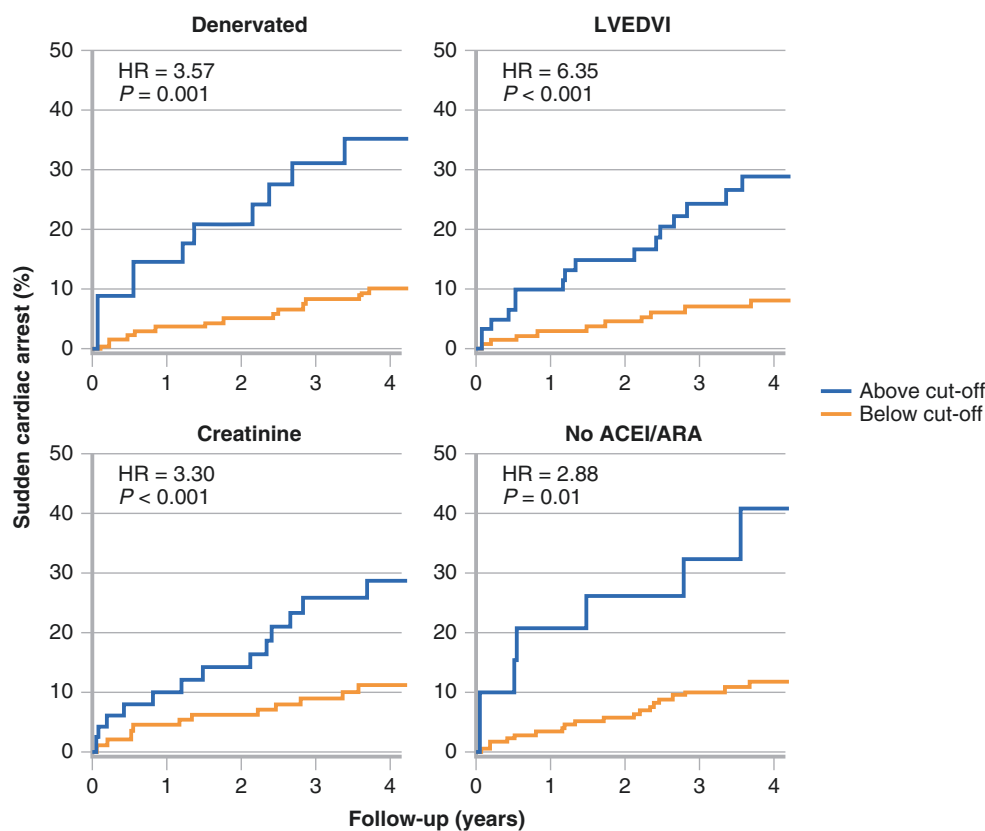 Denervated
50
40
30
20
10
0
HR = 3.57
P = 0.001
0 1 2 3 4
LVEDVI
50
40
30
20
10
0
HR = 6.35
P < 0.001
0 1 2 3 4
Above cut-off
Below cut-off
Sudden cardiac arrest (%)
Creatinine
50
40
30
20
10
0
HR = 3.30
P < 0.001
0 1 2 3 4
No ACEI/ARA
50
40
30
20
10
0
HR = 2.88
P = 0.01
0 1 2 3 4
Follow-up (years)